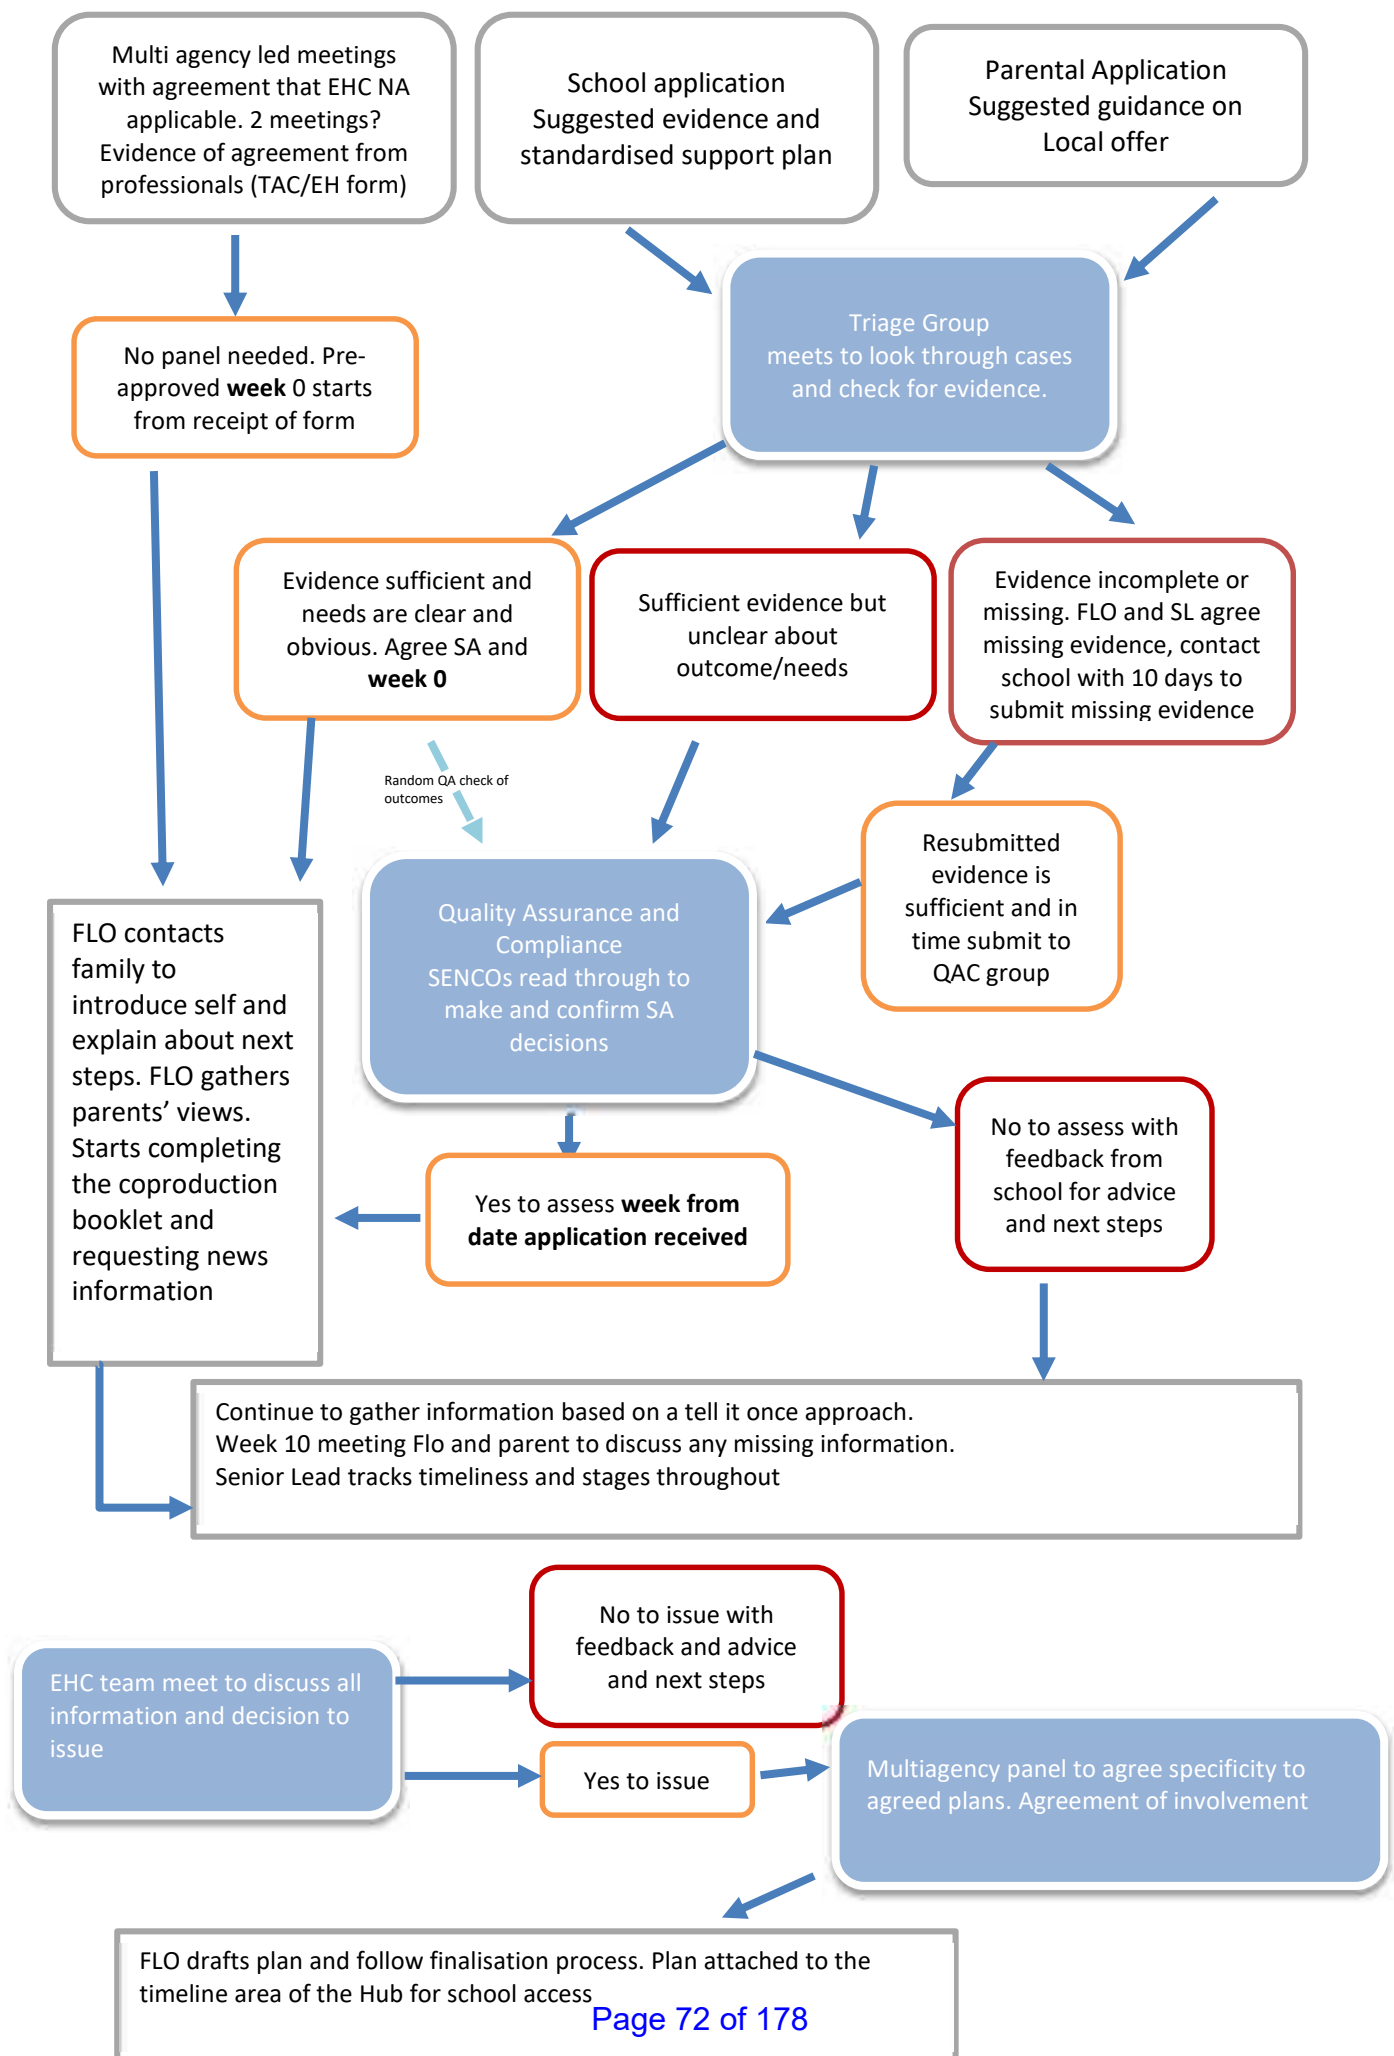 Multi agency led meetings
with agreement that EHC NA
applicable. 2 meetings?
Evidence of agreement from
professionals (TAC/EH form)
School application
Suggested evidence and
standardised support plan
Parental Application
Suggested guidance on
Local offer
No panel needed. Pre-
approved week 0 starts
from receipt of form
Triage Group
meets to look through cases
and check for evidence.
Evidence sufficient and
needs are clear and
obvious. Agree SA and
week 0
Sufficient evidence but
unclear about
outcome/needs
Evidence incomplete or
missing. FLO and SL agree
missing evidence, contact
school with 10 days to
submit missing evidence
Random QA check of
outcomes
Resubmitted
evidence is
sufficient and in
time submit to
QAC group
Quality Assurance and
Compliance
SENCOs read through to
make and confirm SA
decisions
FLO contacts
family to
introduce self and
explain about next
steps. FLO gathers
parents’ views.
Starts completing
the coproduction
booklet and
requesting news
information
No to assess with
feedback from
school for advice
and next steps
Yes to assess week from
date application received
Continue to gather information based on a tell it once approach.
Week 10 meeting Flo and parent to discuss any missing information.
Senior Lead tracks timeliness and stages throughout
No to issue with
feedback and advice
and next steps
EHC team meet to discuss all
information and decision to
issue
Yes to issue
Multiagency panel to agree specificity to
agreed plans. Agreement of involvement
FLO drafts plan and follow finalisation process. Plan attached to the
timeline area of the Hub for school access
Page 72 of 178